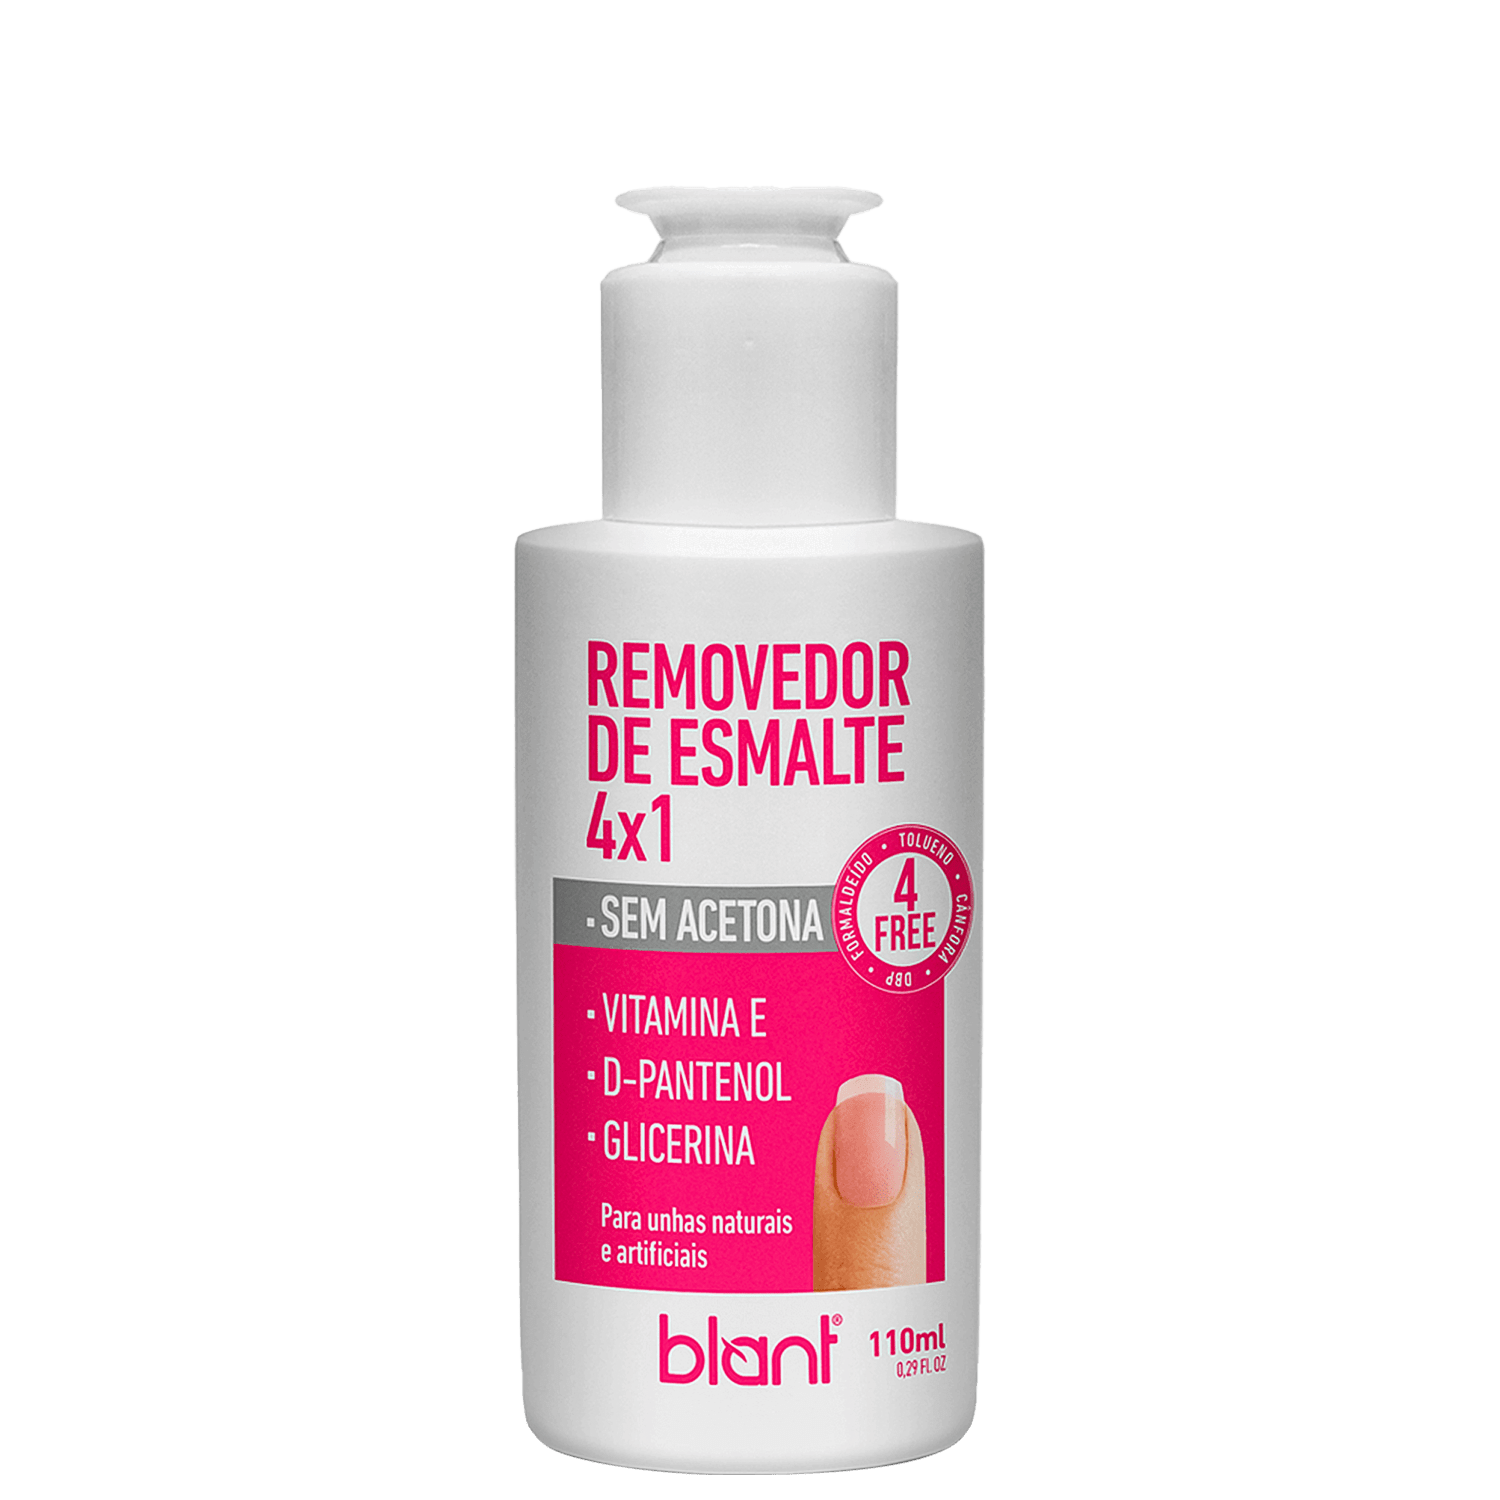 REMOVEDOR
DE ESMALTE
4x1
• SEM ACETONA
4
FREE
FORMALDEÍDO • TOLUENO • CÂNFORA • DBP •
• VITAMINA E
• D-PANTENOL
• GLICERINA
Para unhas naturais
e artificiais
blant®
110ml
0,29 FL. OZ